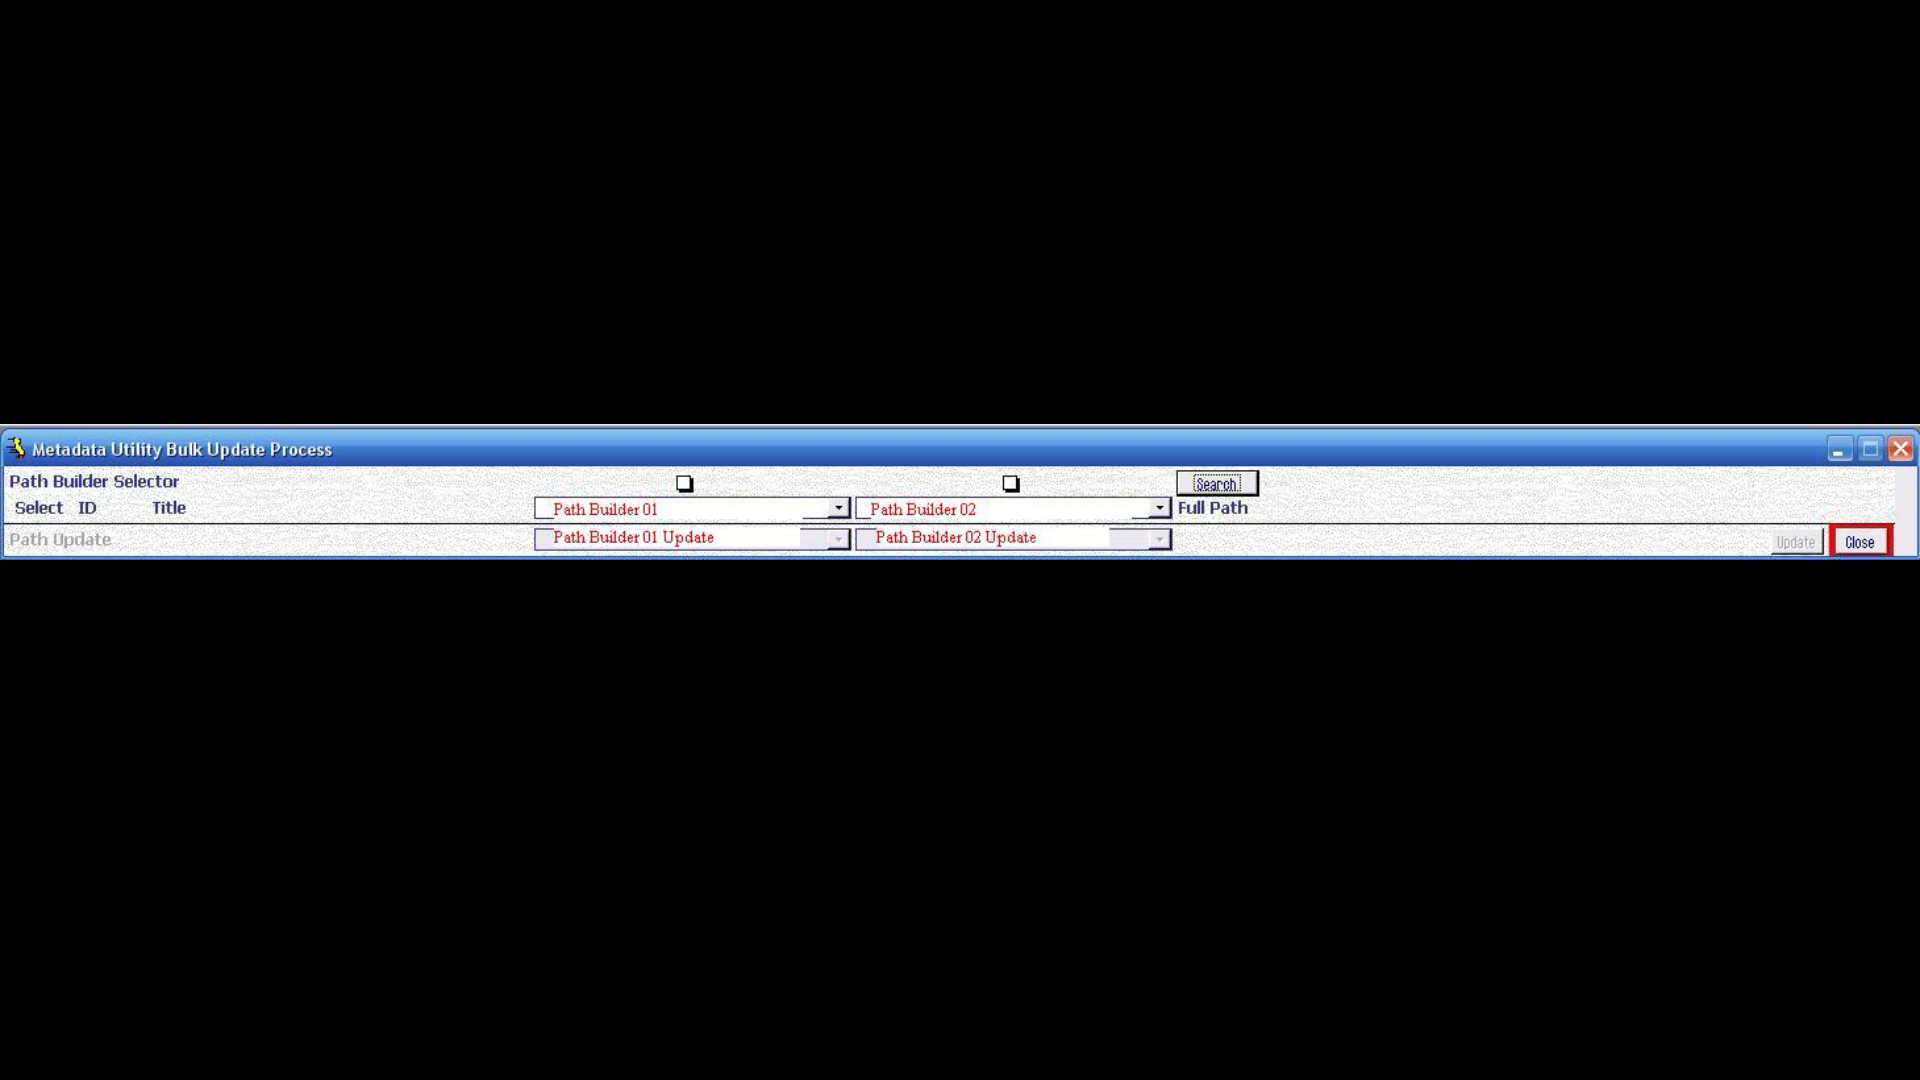 Metadata Utility Bulk Update Process
Path Builder Selector Search
Select ID Title Path Builder 01 Path Builder 02 Full Path
Path Update Path Builder 01 Update Path Builder 02 Update Update Close